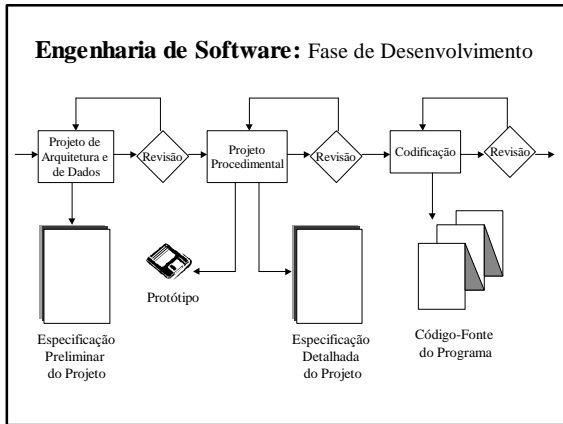 Engenharia de Software: Fase de Desenvolvimento
Projeto de
Arquitetura e
de Dados
Revisão
Projeto
Procedimental
Revisão
Codificação
Revisão
Especificação
Preliminar
do Projeto
Protótipo
Especificação
Detalhada
do Projeto
Código-Fonte
do Programa